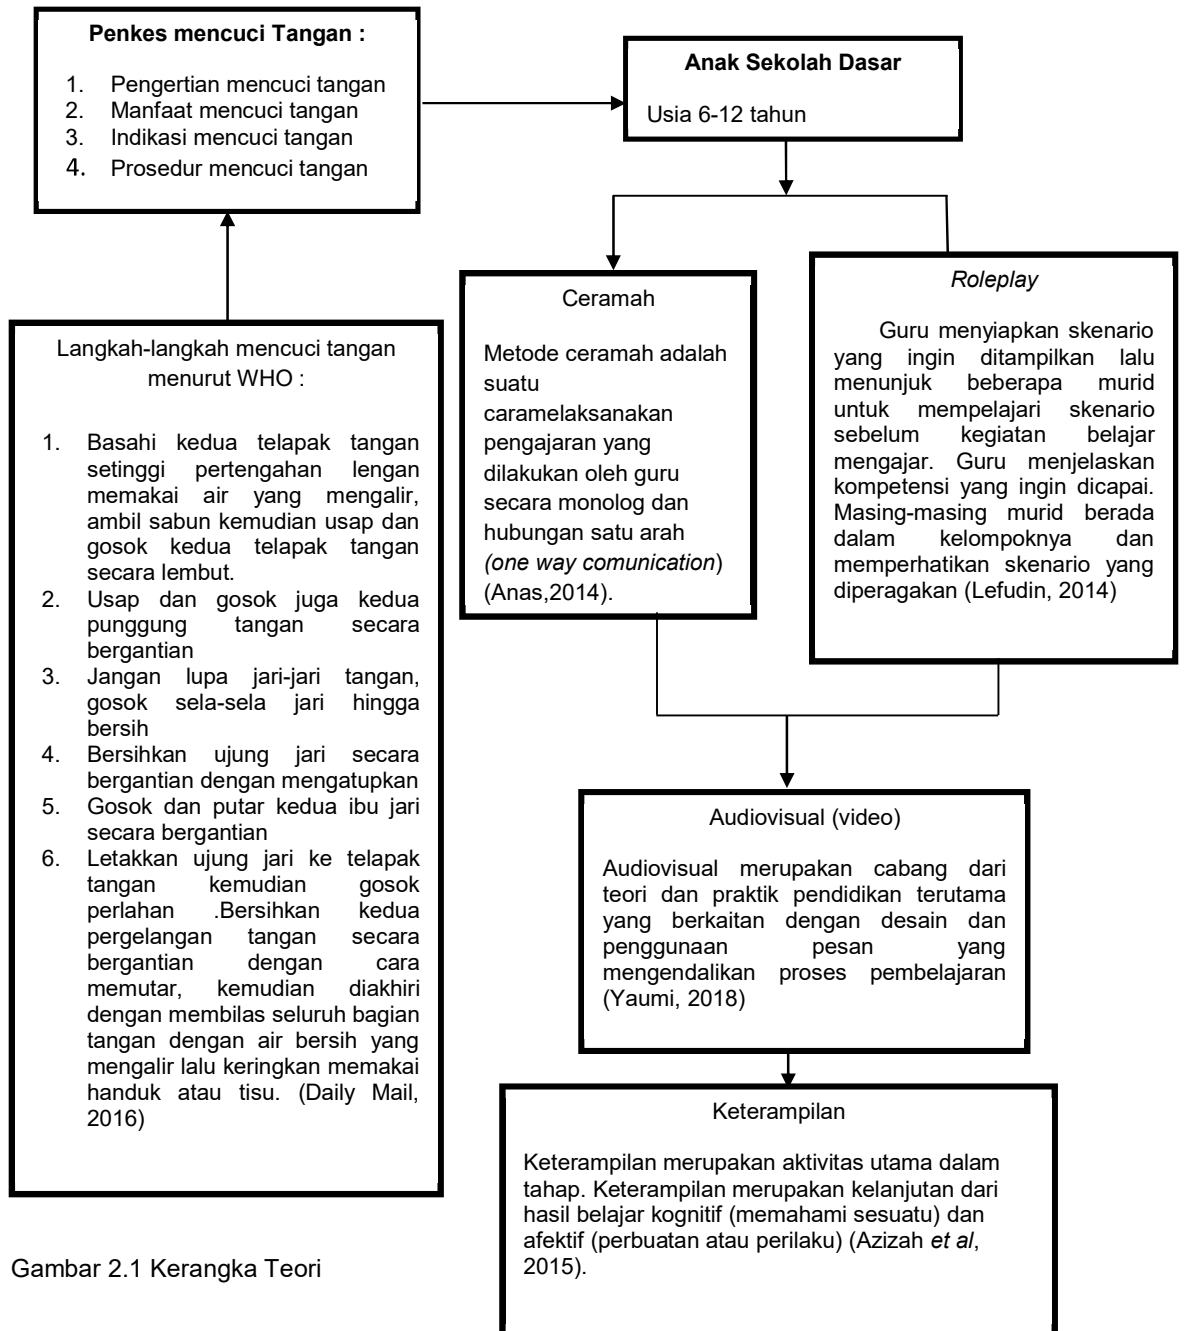 Penkes mencuci Tangan :
1. Pengertian mencuci tangan
2. Manfaat mencuci tangan
3. Indikasi mencuci tangan
4. Prosedur mencuci tangan
Anak Sekolah Dasar
Usia 6-12 tahun
Langkah-langkah mencuci tangan
menurut WHO :
1. Basahi kedua telapak tangan
setinggi pertengahan lengan
memakai air yang mengalir,
ambil sabun kemudian usap dan
gosok kedua telapak tangan
secara lembut.
2. Usap dan gosok juga kedua
punggung tangan secara
bergantian
3. Jangan lupa jari-jari tangan,
gosok sela-sela jari hingga
bersih
4. Bersihkan ujung jari secara
bergantian dengan mengatupkan
5. Gosok dan putar kedua ibu jari
secara bergantian
6. Letakkan ujung jari ke telapak
tangan kemudian gosok
perlahan .Bersihkan kedua
pergelangan tangan secara
bergantian dengan cara
memutar, kemudian diakhiri
dengan membilas seluruh bagian
tangan dengan air bersih yang
mengalir lalu keringkan memakai
handuk atau tisu. (Daily Mail,
2016)
Ceramah
Metode ceramah adalah
suatu
caramelaksanakan
pengajaran yang
dilakukan oleh guru
secara monolog dan
hubungan satu arah
(one way comunication)
(Anas,2014).
Roleplay
Guru menyiapkan skenario
yang ingin ditampilkan lalu
menunjuk beberapa murid
untuk mempelajari skenario
sebelum kegiatan belajar
mengajar. Guru menjelaskan
kompetensi yang ingin dicapai.
Masing-masing murid berada
dalam kelompoknya dan
memperhatikan skenario yang
diperagakan (Lefudin, 2014)
Audiovisual (video)
Audiovisual merupakan cabang dari
teori dan praktik pendidikan terutama
yang berkaitan dengan desain dan
penggunaan pesan yang
mengendalikan proses pembelajaran
(Yaumi, 2018)
Keterampilan
Keterampilan merupakan aktivitas utama dalam
tahap. Keterampilan merupakan kelanjutan dari
hasil belajar kognitif (memahami sesuatu) dan
afektif (perbuatan atau perilaku) (Azizah et al,
2015).
Gambar 2.1 Kerangka Teori